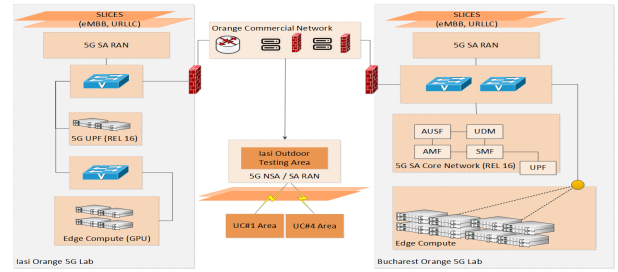 SLICES
(eMBB, URLLC)
5G SA RAN
5G UPF (REL 16)
Edge Compute (GPU)
Iasi Orange 5G Lab
Orange Commercial Network
Iasi Outdoor
Testing Area
5G NSA / SA RAN
UC#1 Area
UC#4 Area
SLICES
(eMBB, URLLC)
5G SA RAN
AUSF
UDM
AMF
SMF
5G SA Core Network (REL 16)
UPF
Edge Compute
Bucharest Orange 5G Lab